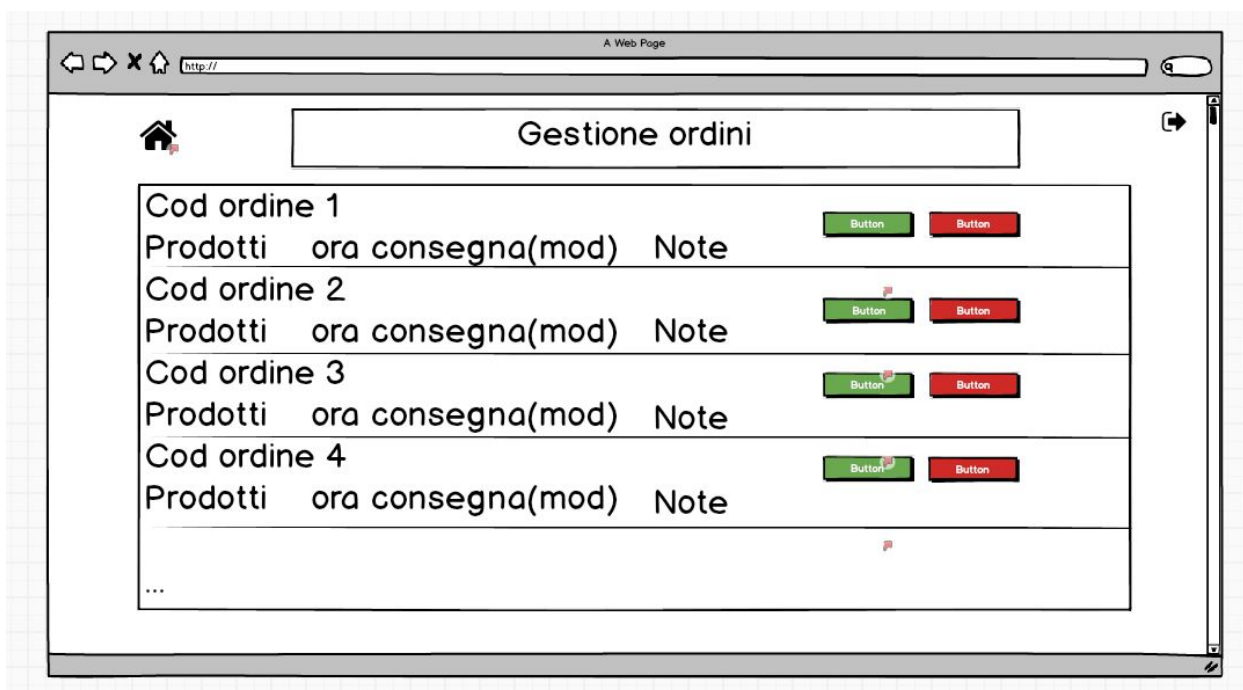 A Web Page
http://
Gestione ordini
Cod ordine 1
Button Button
Prodotti ora consegna(mod) Note
Cod ordine 2
Button Button
Prodotti ora consegna(mod) Note
Cod ordine 3
Button Button
Prodotti ora consegna(mod) Note
Cod ordine 4
Button Button
Prodotti ora consegna(mod) Note
...